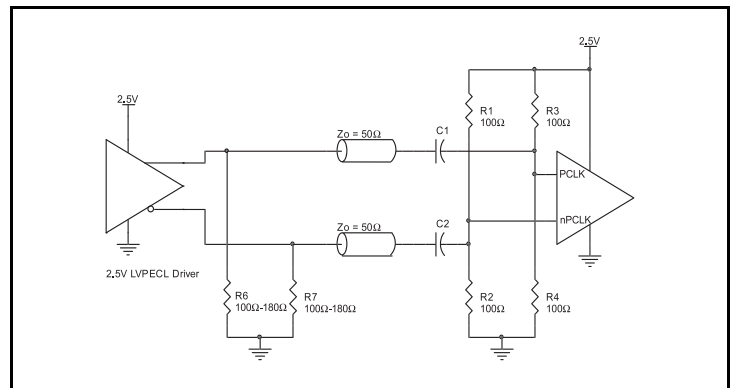 2.5V
2.5V
R1
100Ω
R3
100Ω
Zo = 50Ω
C1
PCLK
Zo = 50Ω
C2
nPCLK
2.5V LVPECL Driver
R6
100Ω-180Ω
R7
100Ω-180Ω
R2
100Ω
R4
100Ω